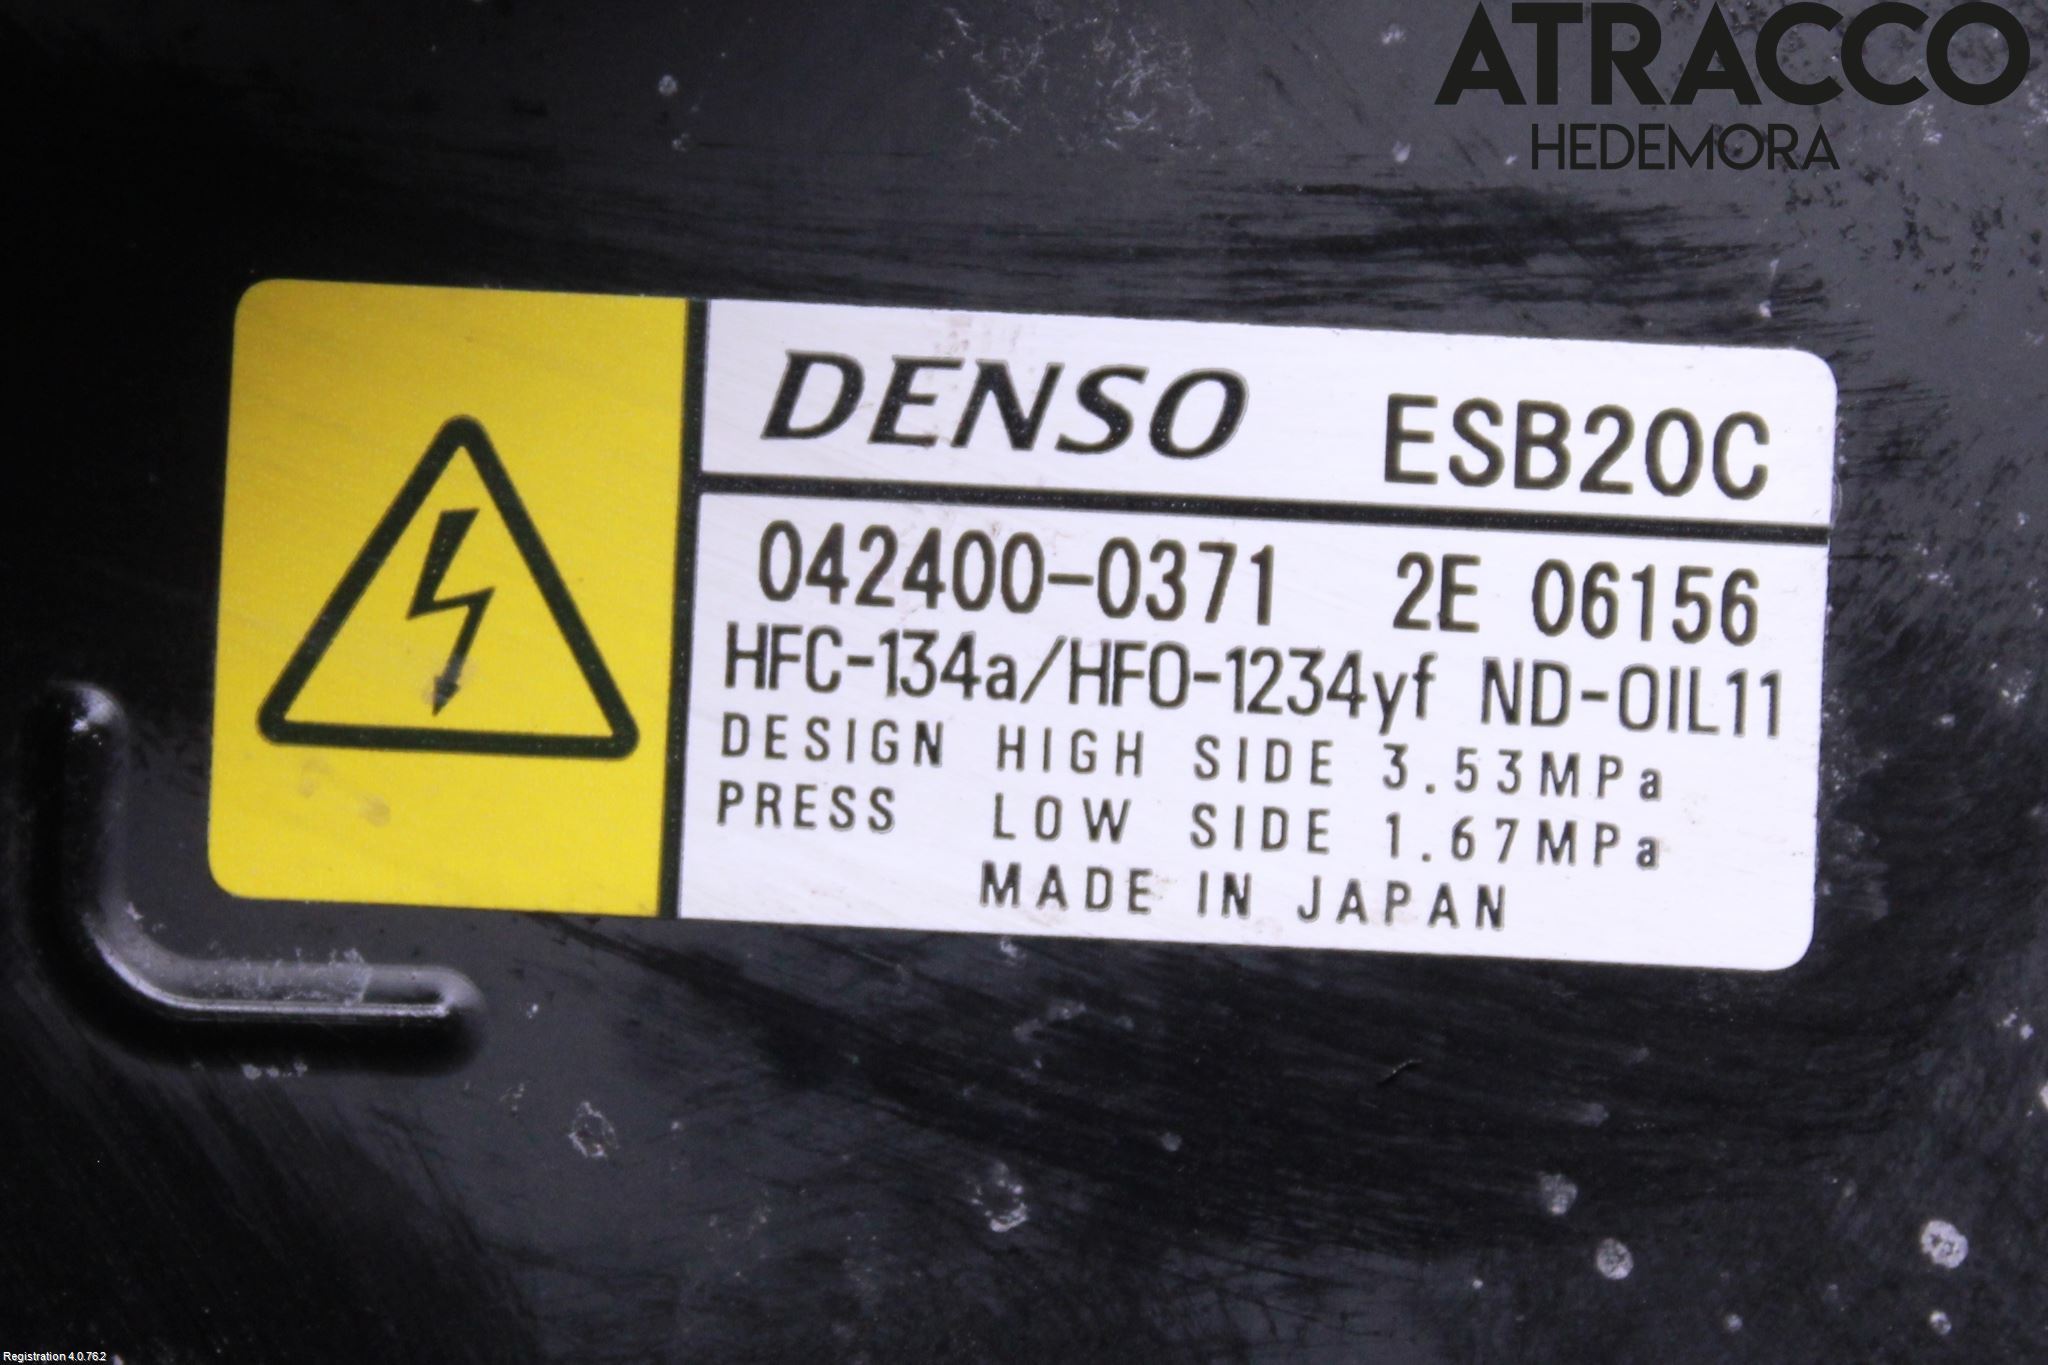 ATRACCO
HEDEMORA
DENSO ESB20C
042400-0371 2E 06156
HFC-134a/HFO-1234yf ND-OIL11
DESIGN HIGH SIDE 3.53MPa
PRESS LOW SIDE 1.67MPa
MADE IN JAPAN
Registration 4.0.76.2